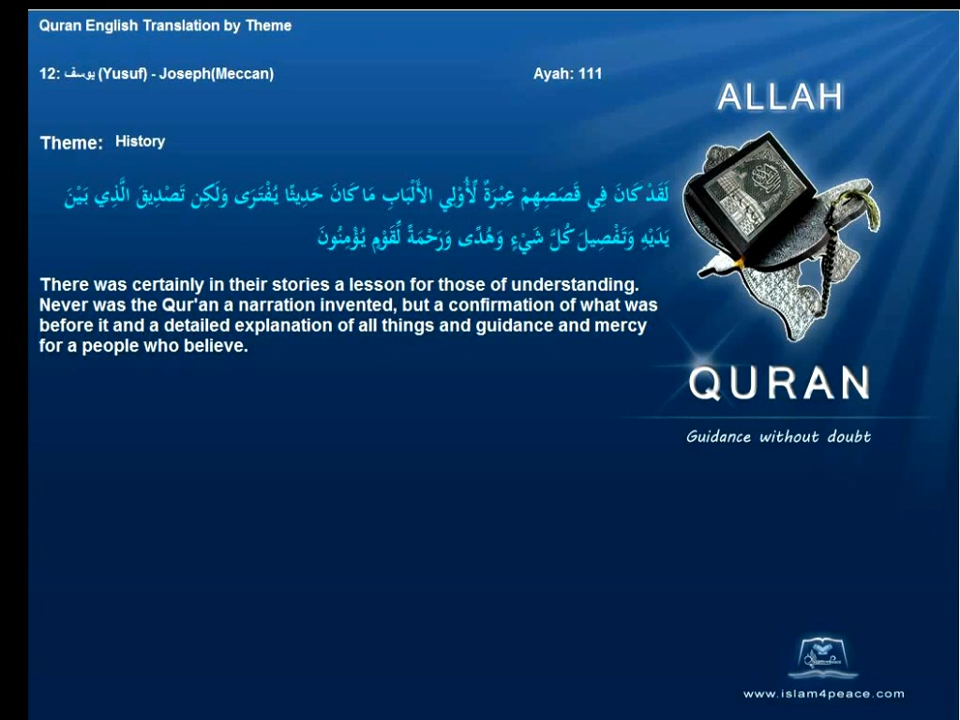 Quran English Translation by Theme
12: يوسف (Yusuf) - Joseph(Meccan) Ayah: 111
ALLAH
Theme: History
لَقَدْ كَانَ فِي قَصَصِهِمْ عِبْرَةٌ لِّأُوْلِي الأَلْبَابِ مَا كَانَ حَدِيثًا يُفْتَرَى وَلَكِن تَصْدِيقَ الَّذِي بَيْنَ
يَدَيْهِ وَتَفْصِيلَ كُلَّ شَيْءٍ وَهُدًى وَرَحْمَةً لِّقَوْمٍ يُؤْمِنُونَ
There was certainly in their stories a lesson for those of understanding.
Never was the Qur'an a narration invented, but a confirmation of what was
before it and a detailed explanation of all things and guidance and mercy
for a people who believe.
QURAN
Guidance without doubt
www.islam4peace.com